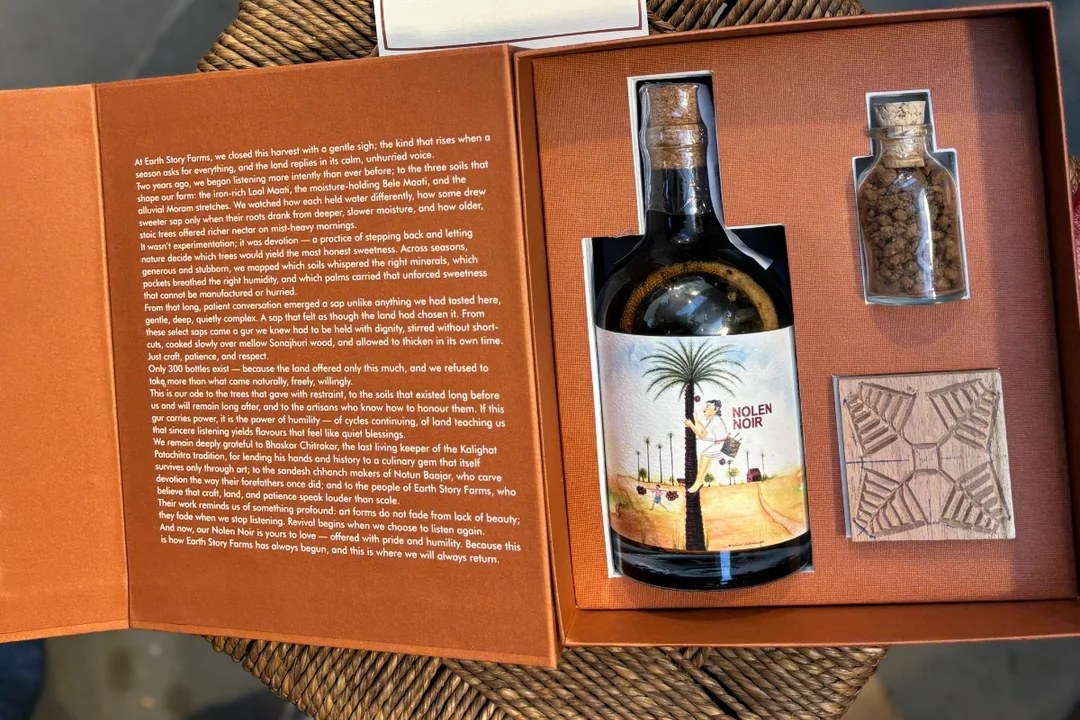 At Earth Story Farms, we closed this harvest with a gentle sigh; the kind that rises when a
season asks for everything, and the land replies in its calm, unhurried voice.
Two years ago, we began listening more intently than ever before; to the three soils that
shape our farm: the iron-rich Laal Maati, the moisture-holding Bele Maati, and the
alluvial Moram stretches. We watched how each held water differently, how some drew
sweeter sap only when their roots drank from deeper, slower moisture, and how older,
stoic trees offered richer nectar on mist-heavy mornings.
It wasn't experimentation; it was devotion — a practice of stepping back and letting
nature decide which trees would yield the most honest sweetness. Across seasons,
generous and stubborn, we mapped which soils whispered the right minerals, which
pockets breathed the right humidity, and which palms carried that unforced sweetness
that cannot be manufactured or hurried.
From that long, patient conversation emerged a sap unlike anything we had tasted here,
gentle, deep, quietly complex. A sap that felt as though the land had chosen it. From
these select saps came a gur we knew had to be held with dignity, stirred without short-
cuts, cooked slowly over mellow Sonajhuri wood, and allowed to thicken in its own time.
Just craft, patience, and respect.
Only 300 bottles exist — because the land offered only this much, and we refused to
take more than what came naturally, freely, willingly.
This is our ode to the trees that gave with restraint, to the soils that existed long before
us and will remain long after, and to the artisans who know how to honour them. If this
gur carries power, it is the power of humility — of cycles continuing, of land teaching us
that sincere listening yields flavours that feel like quiet blessings.
We remain deeply grateful to Bhaskar Chitrakar, the last living keeper of the Kalighat
Patachitra tradition, for lending his hands and history to a culinary gem that itself
survives only through art; to the sandesh chhanch makers of Notun Baajar, who carve
devotion the way their forefathers once did; and to the people of Earth Story Farms, who
believe that craft, land, and patience speak louder than scale.
Their work reminds us of something profound: art forms do not fade from lack of beauty;
they fade when we stop listening. Revival begins when we choose to listen again.
And now, our Nolen Noir is yours to love — offered with pride and humility. Because this
is how Earth Story Farms has always begun, and this is where we will always return.
NOLEN
NOIR